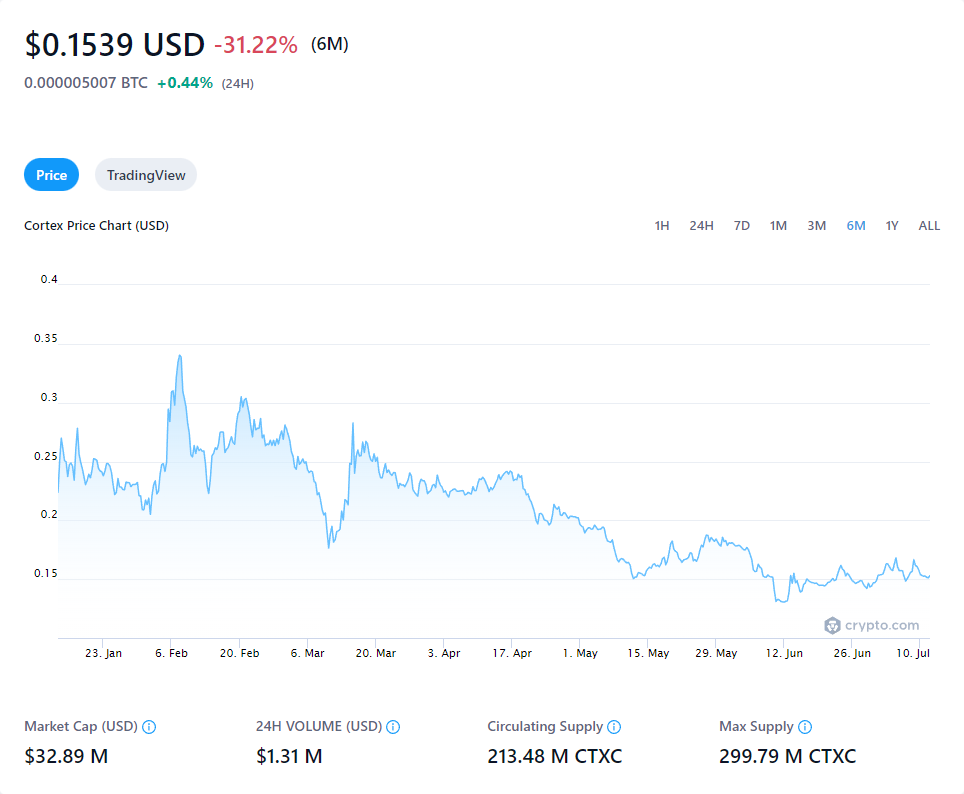 $0.1539 USD -31.22% (6M)
0.000005007 BTC +0.44% (24H)
Price TradingView
Cortex Price Chart (USD) 1H 24H 7D 1M 3M 6M 1Y ALL
0.4
0.35
0.3
0.25
0.2
0.15
crypto.com
23. Jan 6. Feb 20. Feb 6. Mar 20. Mar 3. Apr 17. Apr 1. May 15. May 29. May 12. Jun 26. Jun 10. Jul
Market Cap (USD) 24H VOLUME (USD) Circulating Supply Max Supply
$32.89 M $1.31 M 213.48 M CTXC 299.79 M CTXC